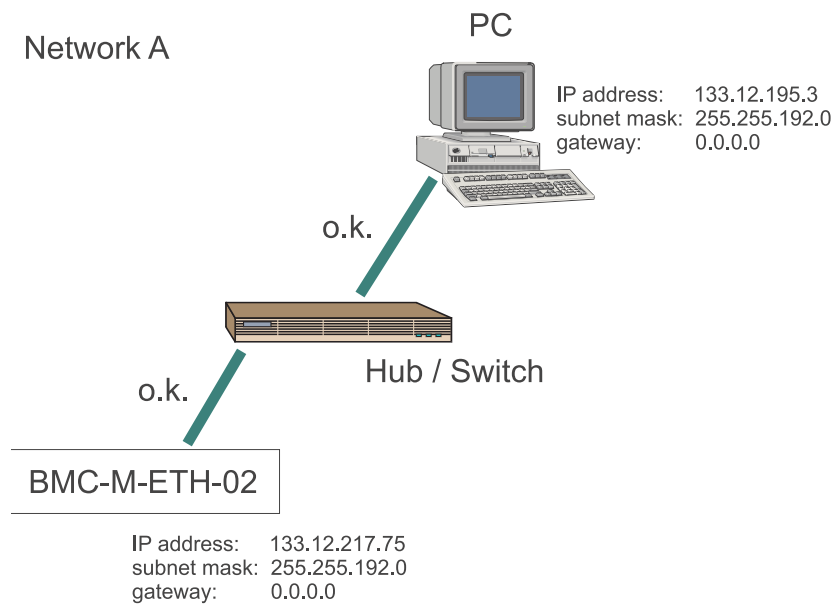 Network A
PC
IP address: 133.12.195.3
subnet mask: 255.255.192.0
gateway: 0.0.0.0
o.k.
Hub / Switch
o.k.
BMC-M-ETH-02
IP address: 133.12.217.75
subnet mask: 255.255.192.0
gateway: 0.0.0.0